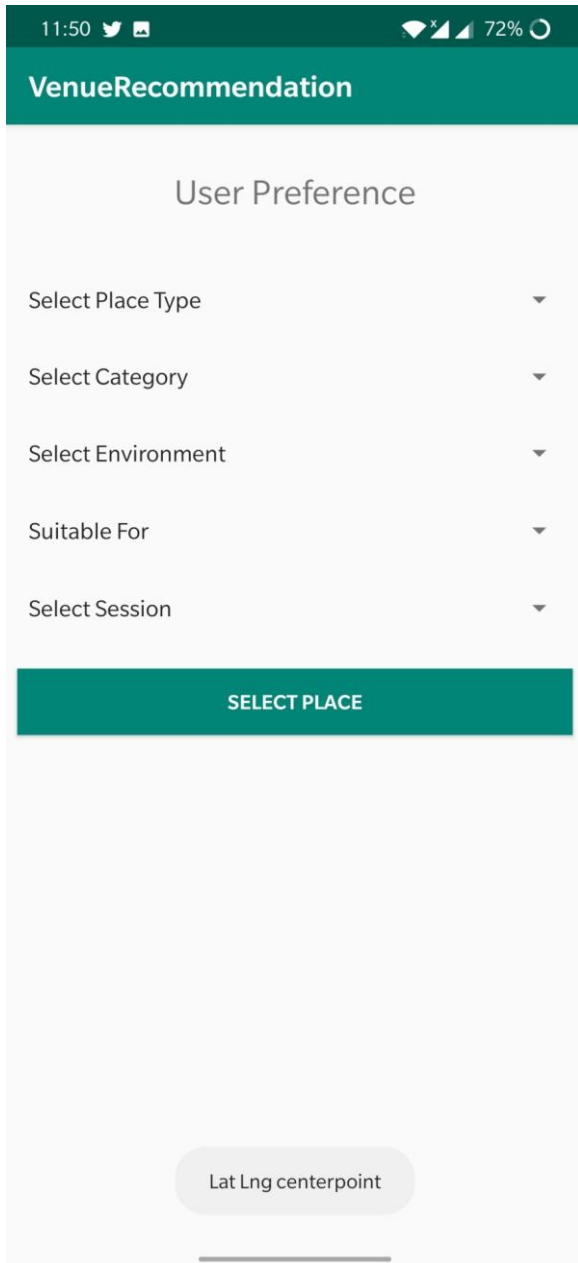 11:50 72%
VenueRecommendation
User Preference
Select Place Type
Select Category
Select Environment
Suitable For
Select Session
SELECT PLACE
Lat Lng centerpoint